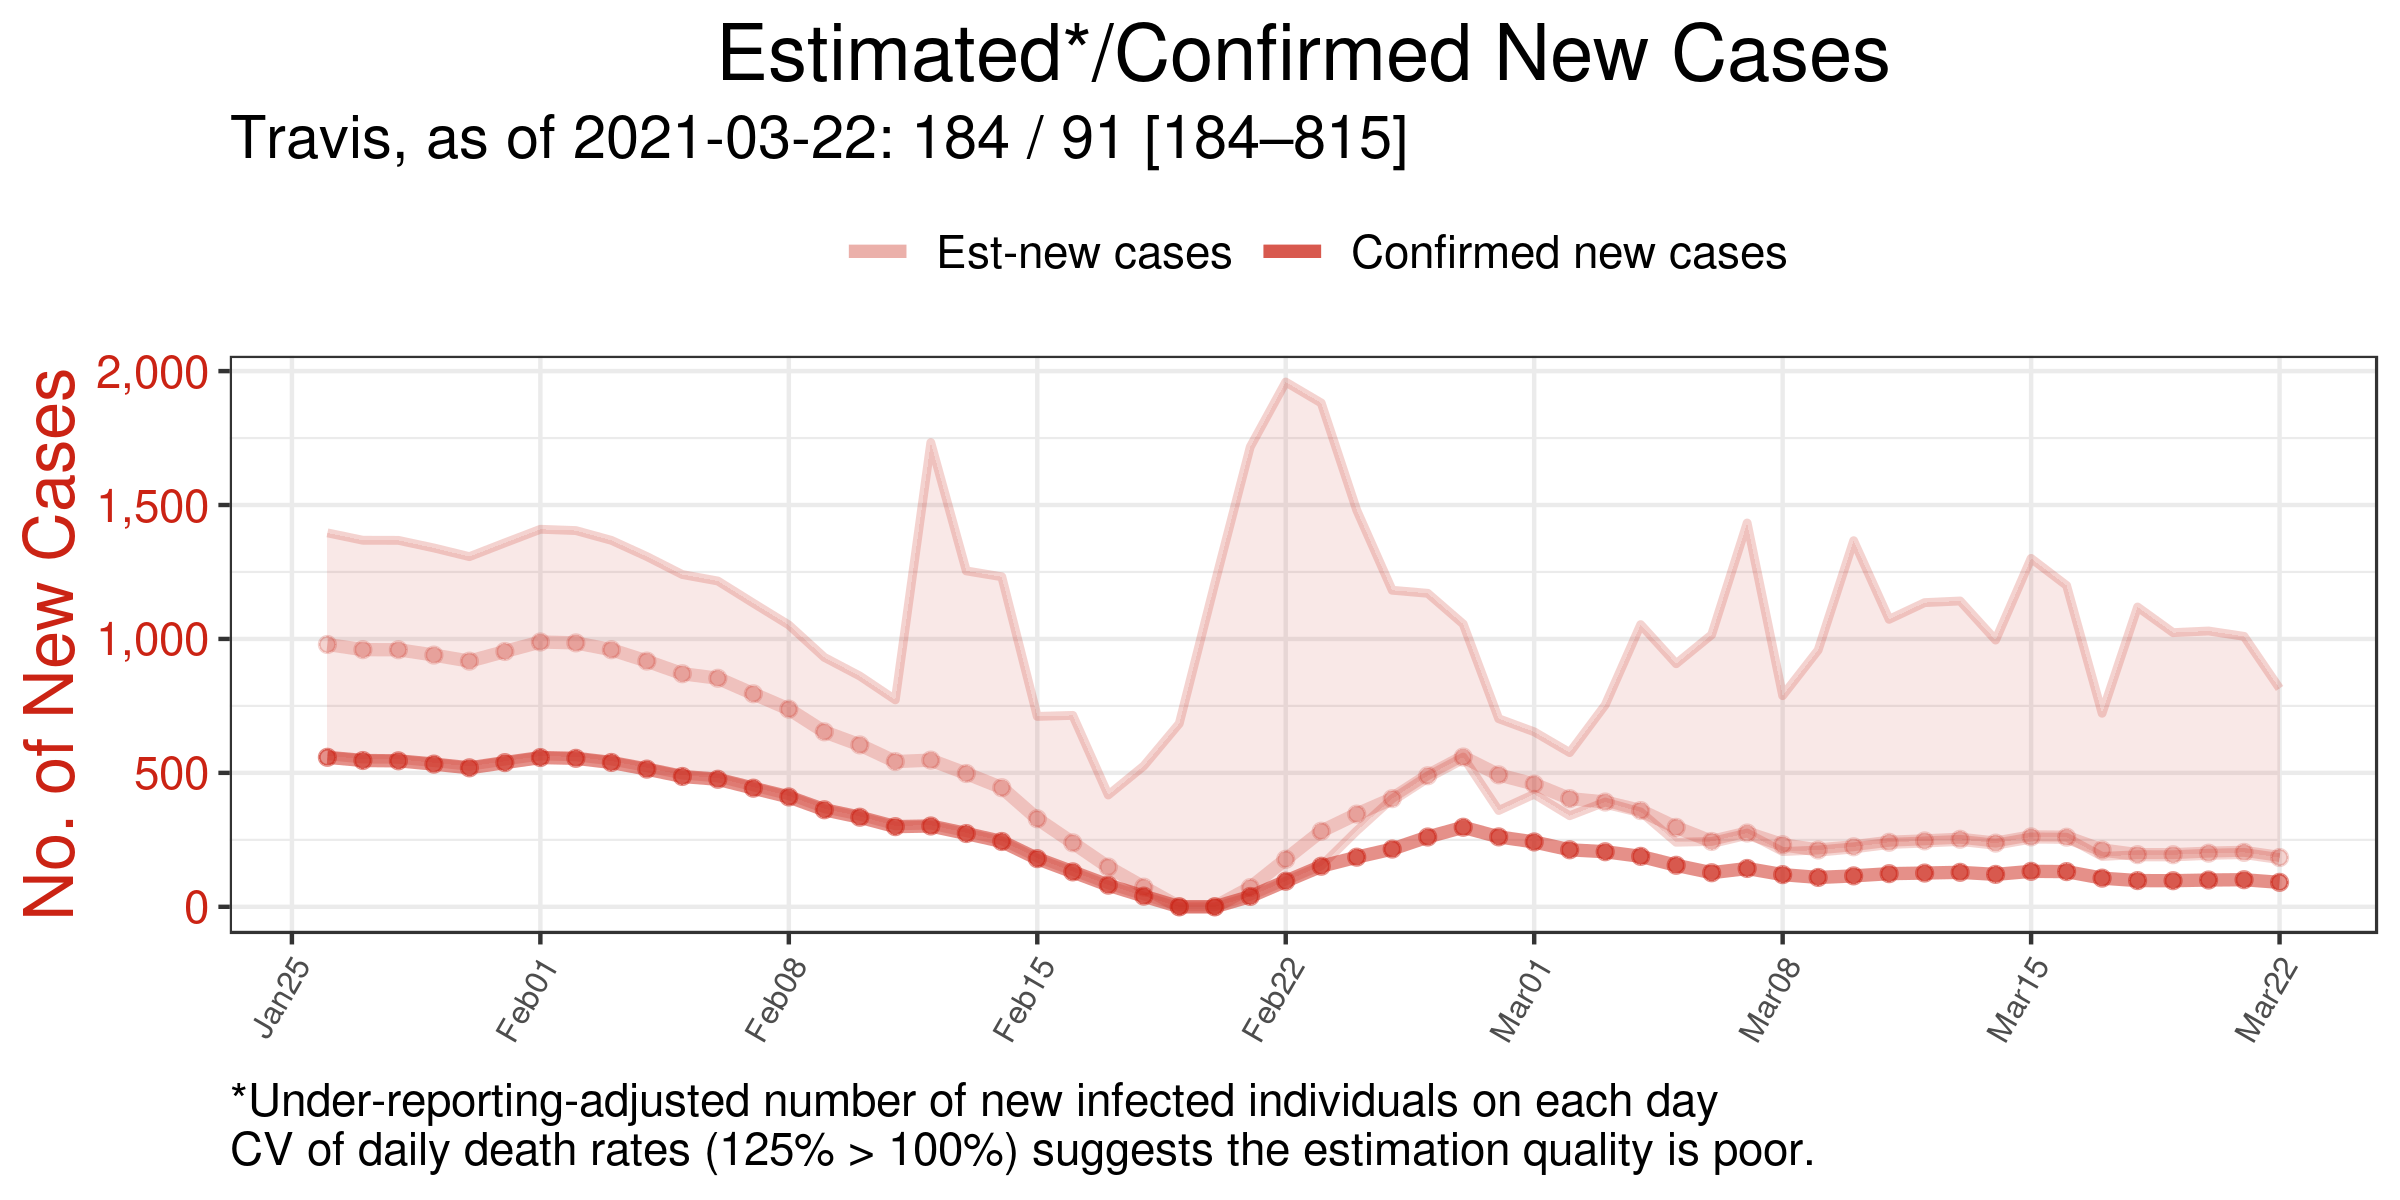 Estimated*/Confirmed New Cases
Travis, as of 2021-03-22: 184 / 91 [184–815]
Est-new cases
Confirmed new cases
No. of New Cases
2,000
1,500
1,000
500
0
Jan25
Feb01
Feb08
Feb15
Feb22
Mar01
Mar08
Mar15
Mar22
*Under-reporting-adjusted number of new infected individuals on each day
CV of daily death rates (125% > 100%) suggests the estimation quality is poor.